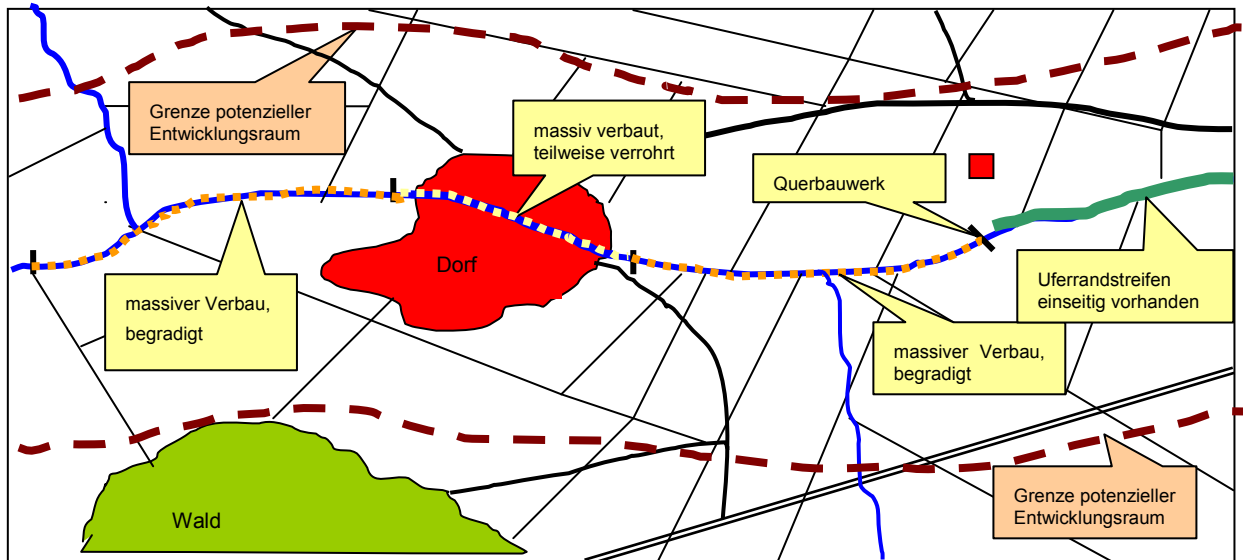 Grenze potenzieller
Entwicklungsraum
massiv verbaut,
teilweise verrohrt
Querbauwerk
Dorf
massiver Verbau,
begradigt
Uferrandstreifen
einseitig vorhanden
massiver Verbau,
begradigt
Wald
Grenze potenzieller
Entwicklungsraum